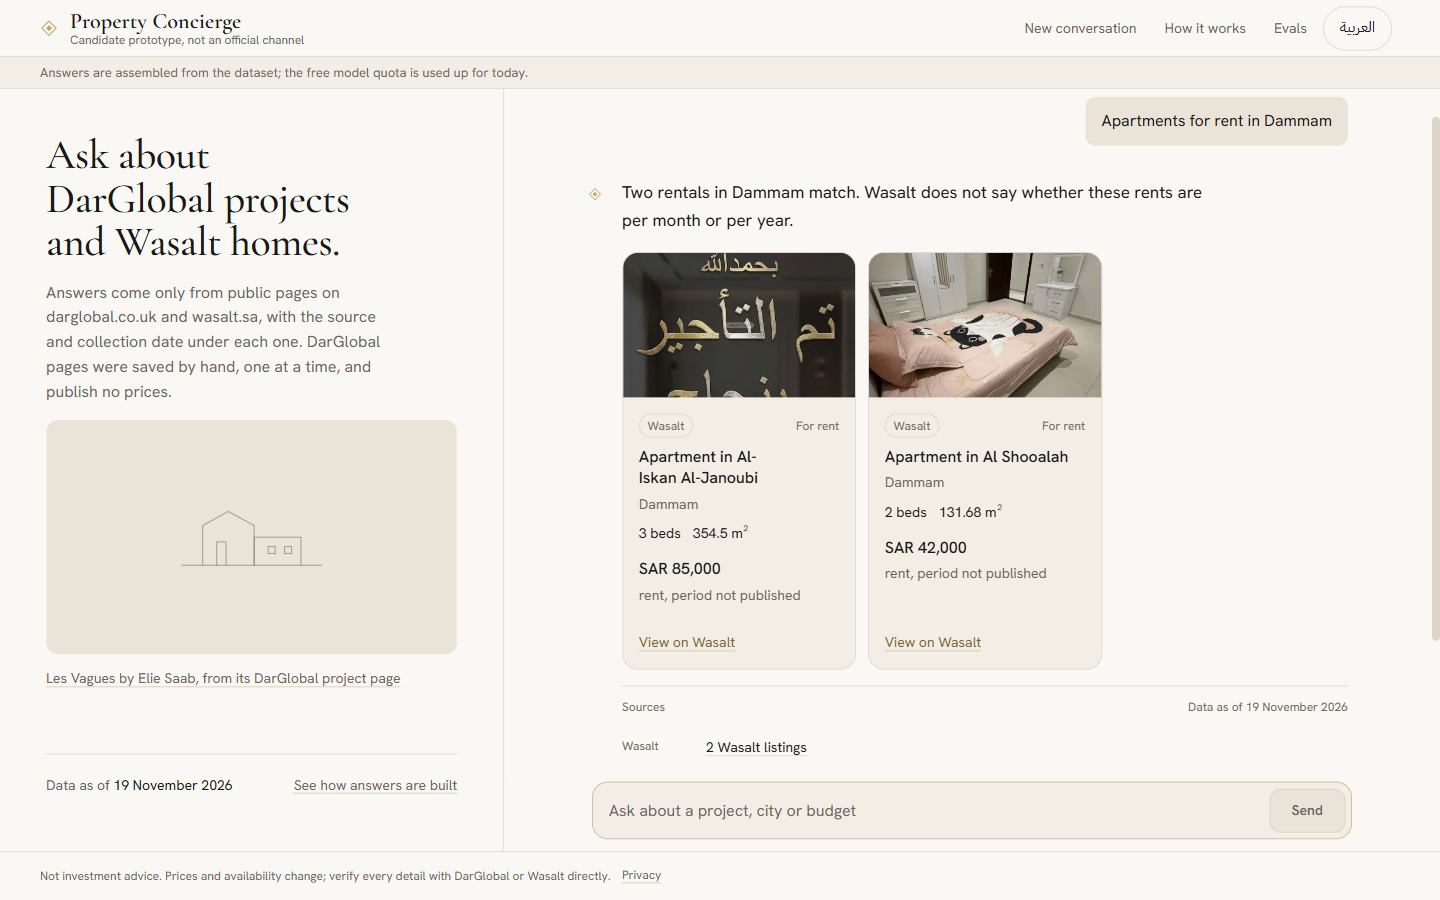 Property Concierge
Candidate prototype, not an official channel
New conversation
How it works
Evals
العربية
Answers are assembled from the dataset; the free model quota is used up for today.
Ask about
DarGlobal projects
and Wasalt homes.
Answers come only from public pages on
darglobal.co.uk and wasalt.sa, with the source
and collection date under each one. DarGlobal
pages were saved by hand, one at a time, and
publish no prices.
Les Vagues by Elie Saab, from its DarGlobal project page
Data as of 19 November 2026
See how answers are built
Apartments for rent in Dammam
Two rentals in Dammam match. Wasalt does not say whether these rents are
per month or per year.
بحمدالله
تم التأجير
Wasalt
For rent
Apartment in Al-
Iskan Al-Janoubi
Dammam
3 beds 354.5 m²
SAR 85,000
rent, period not published
View on Wasalt
Wasalt
For rent
Apartment in Al Shooalah
Dammam
2 beds 131.68 m²
SAR 42,000
rent, period not published
View on Wasalt
Sources
Data as of 19 November 2026
Wasalt
2 Wasalt listings
Ask about a project, city or budget
Send
Not investment advice. Prices and availability change; verify every detail with DarGlobal or Wasalt directly.
Privacy